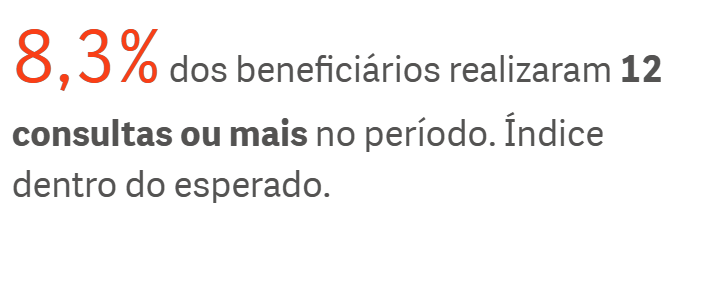 8,3% dos beneficiários realizaram 12
consultas ou mais no período. Índice
dentro do esperado.